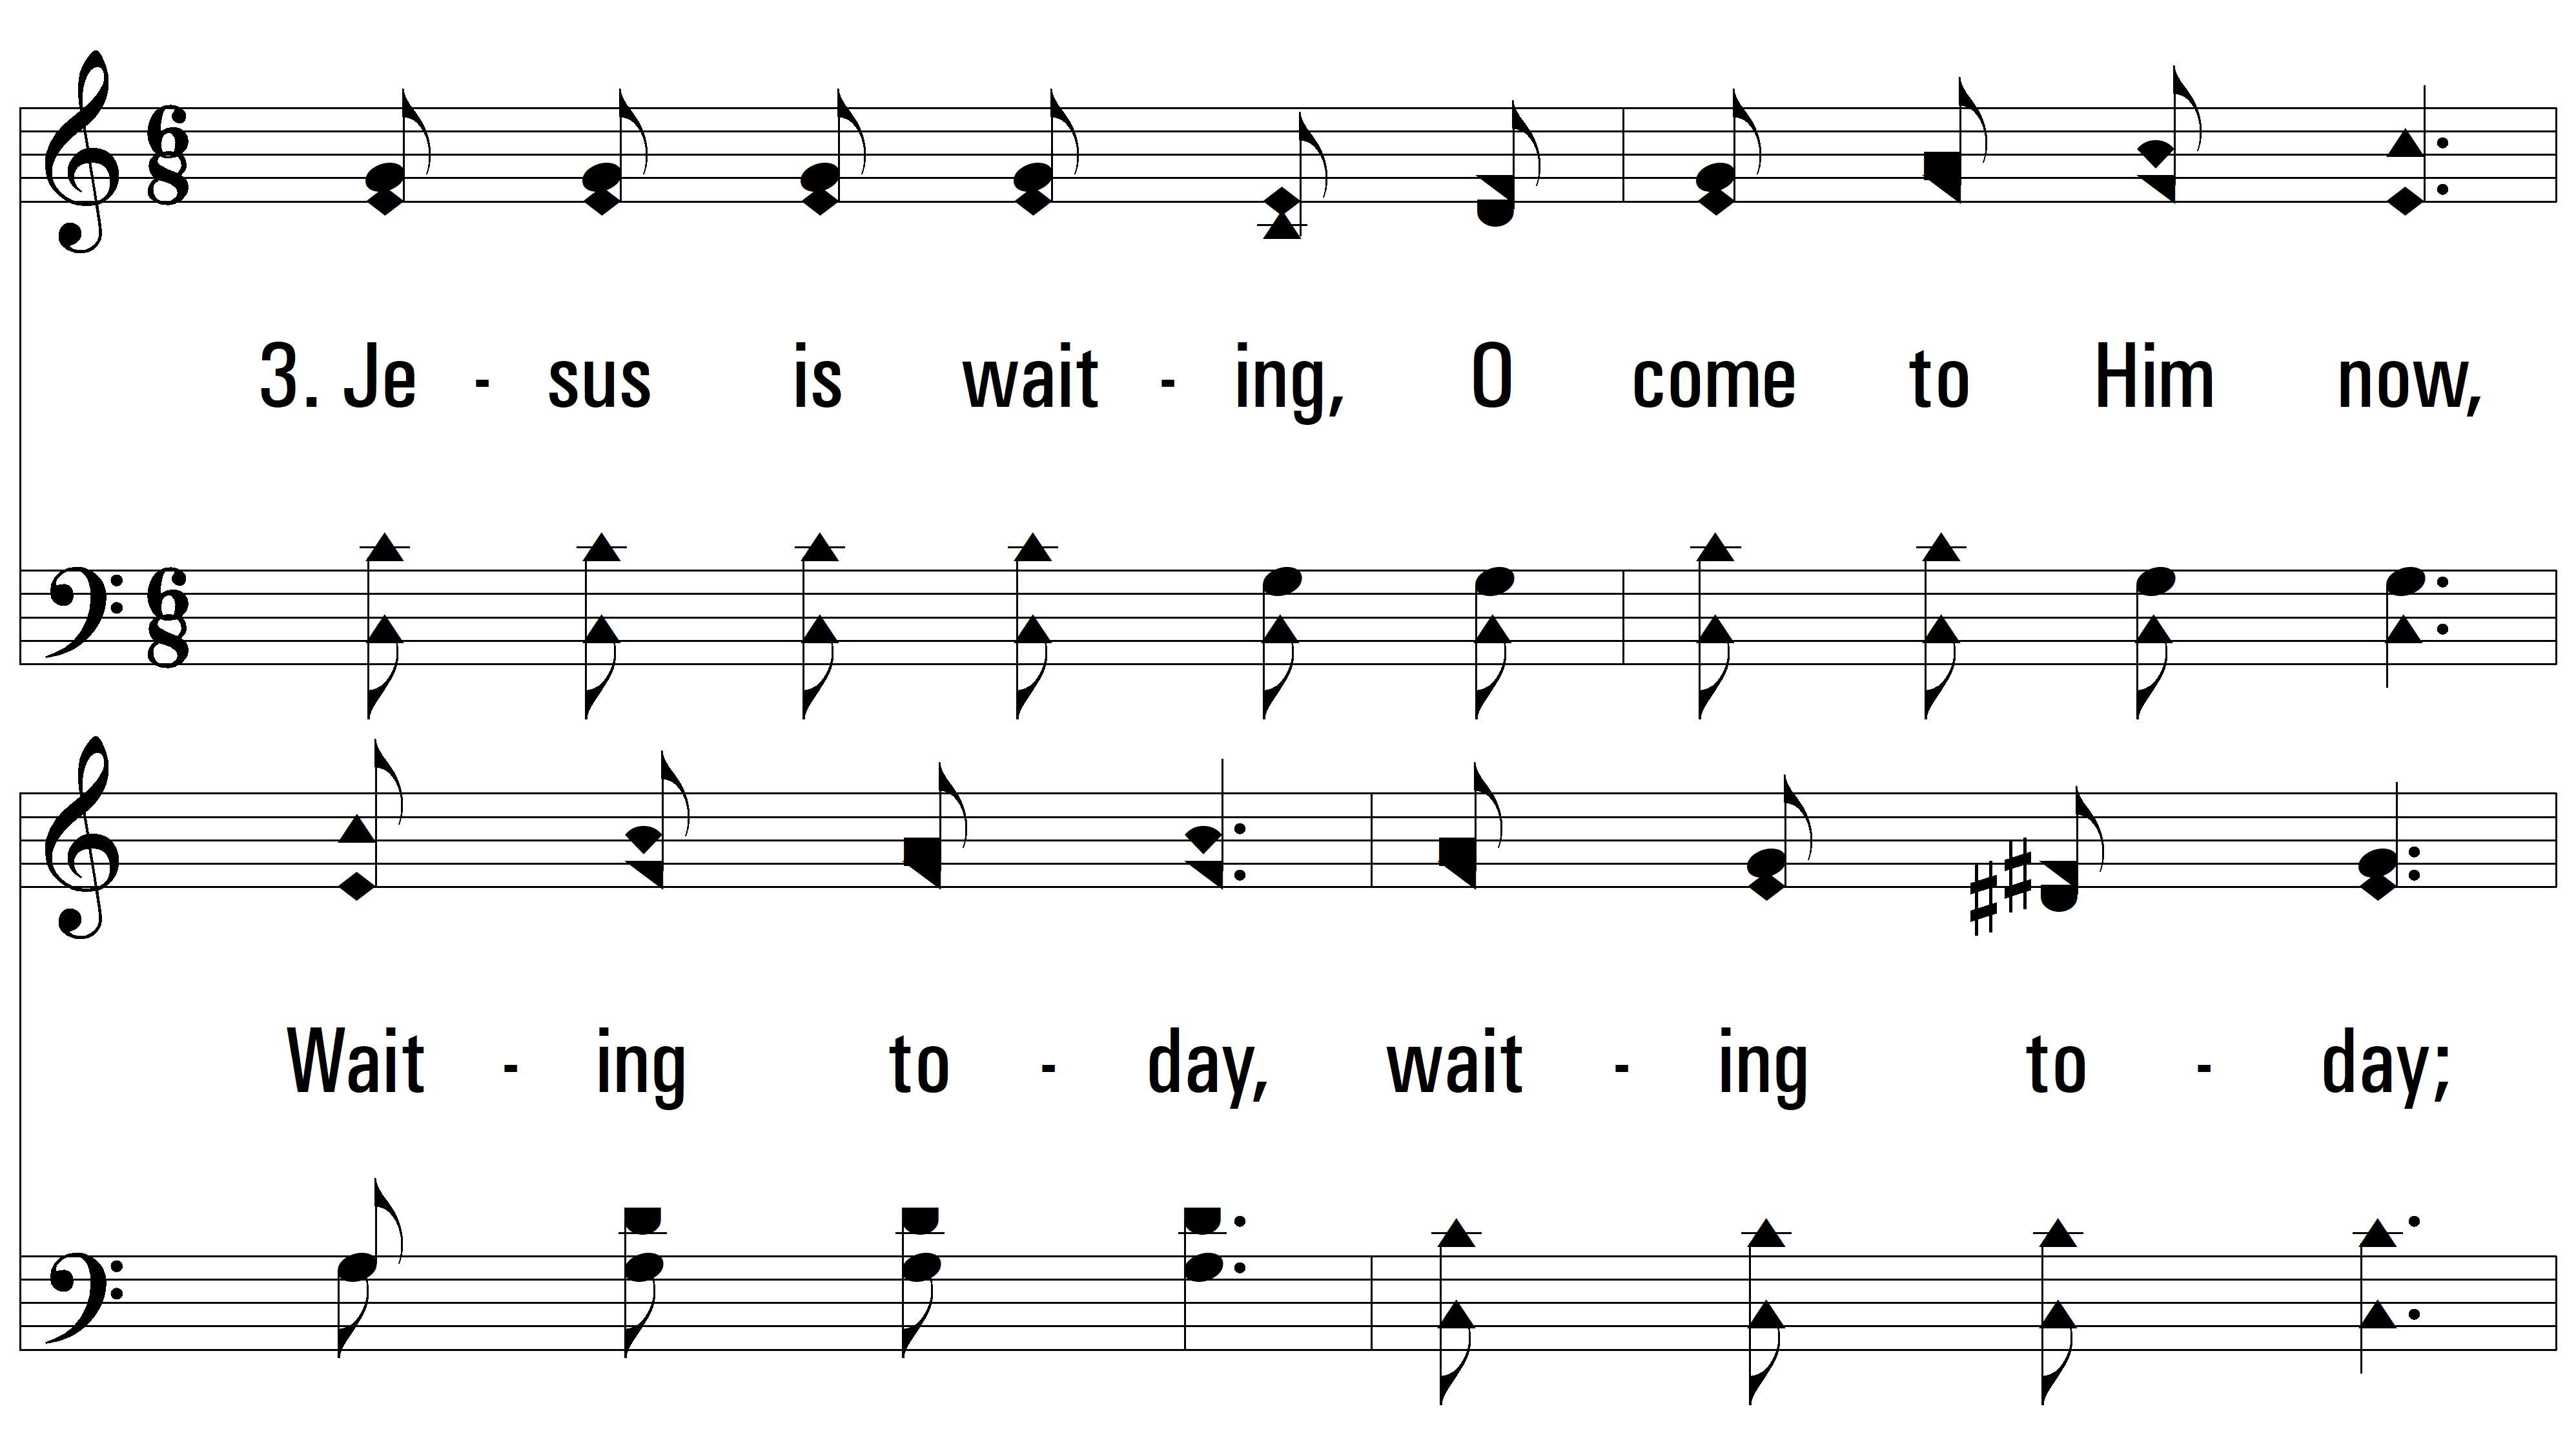 3. Je - sus is wait - ing, O come to Him now,
Wait - ing to - day, wait - ing to - day;